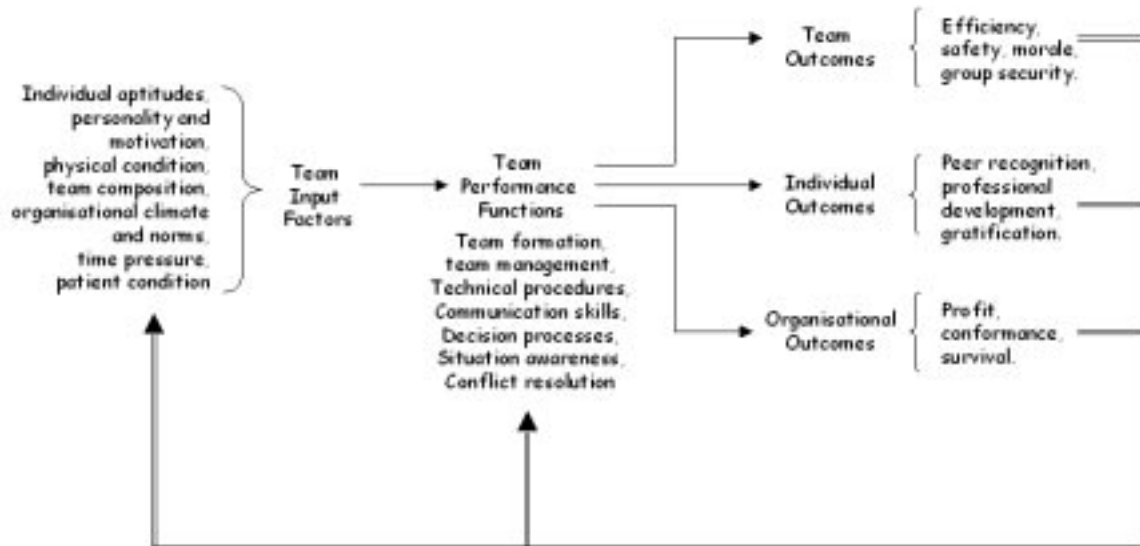 Individual aptitudes,
personality and
motivation,
physical condition,
team composition,
organisational climate
and norms,
time pressure,
patient condition
Team
Input
Factors
Team
Performance
Functions
Team formation,
team management,
Technical procedures,
Communication skills,
Decision processes,
Situation awareness,
Conflict resolution
Team
Outcomes
Efficiency,
safety, morale,
group security.
Individual
Outcomes
Peer recognition,
professional
development,
gratification.
Organisational
Outcomes
Profit,
conformance,
survival.